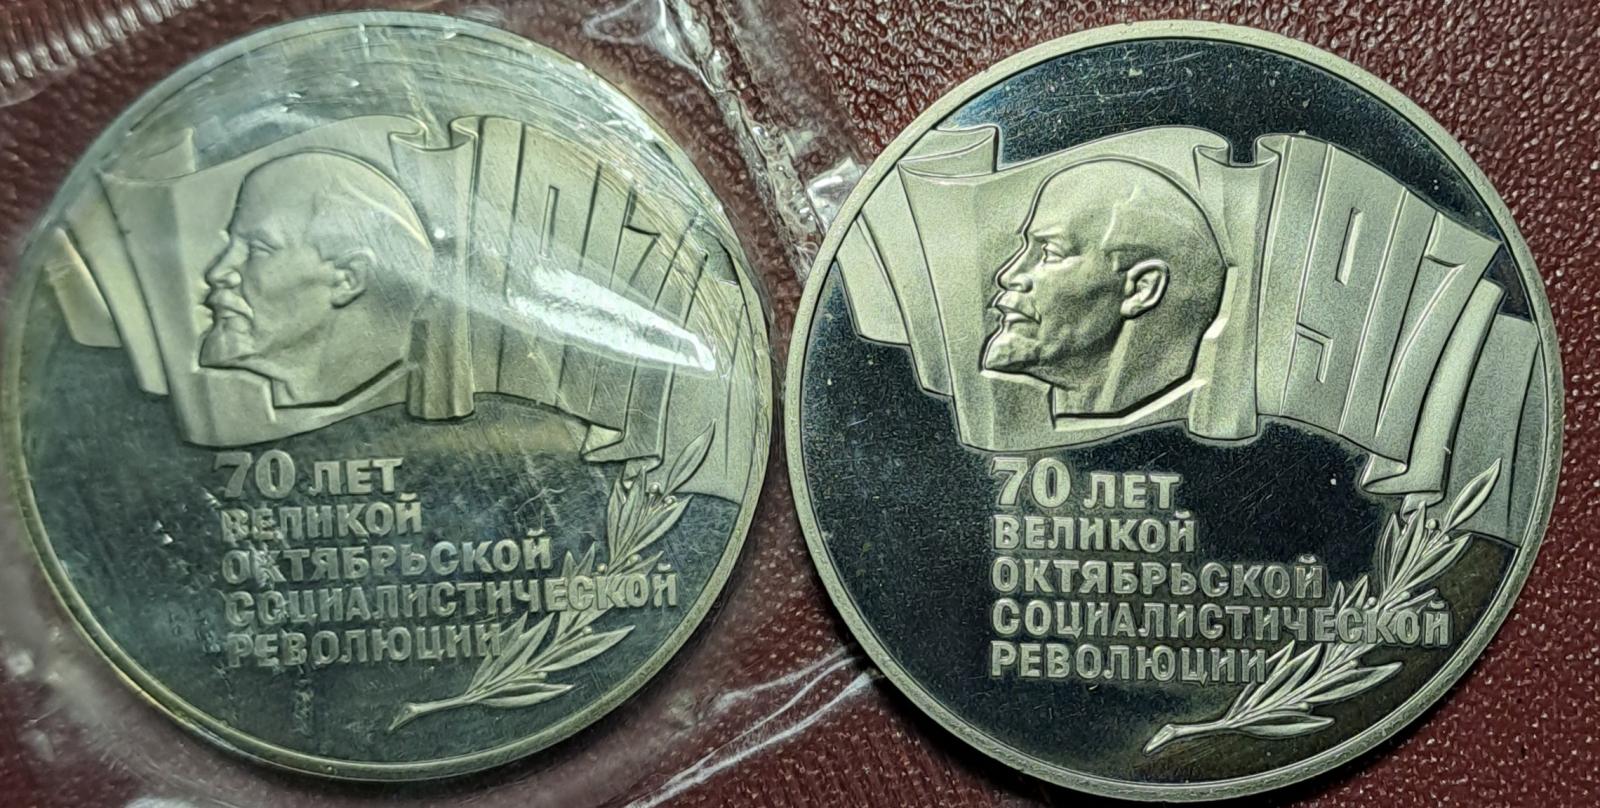 1917
70 ЛЕТ
ВЕЛИКОЙ
ОКТЯБРЬСКОЙ
СОЦИАЛИСТИЧЕСКОЙ
РЕВОЛЮЦИИ
1917
70 ЛЕТ
ВЕЛИКОЙ
ОКТЯБРЬСКОЙ
СОЦИАЛИСТИЧЕСКОЙ
РЕВОЛЮЦИИ